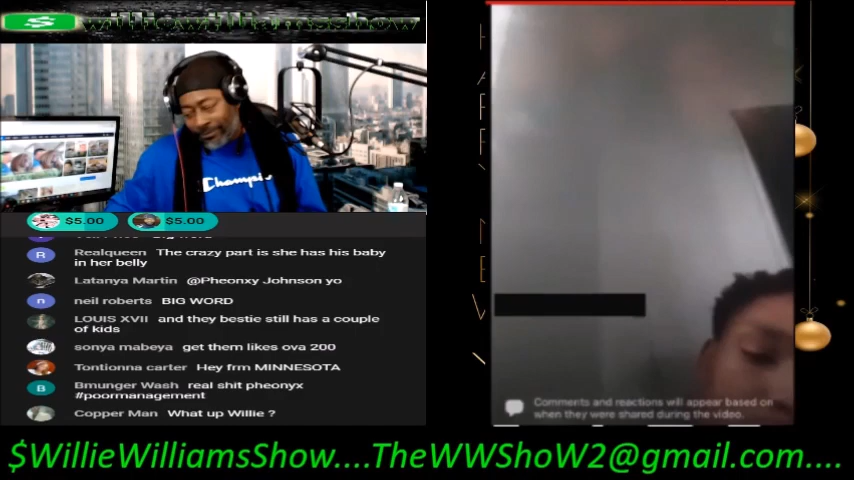 $
williewilliamsshow
Champion
$5.00
$5.00
Realqueen The crazy part is she has his baby
in her belly
Latanya Martin @Pheonxy Johnson yo
neil roberts BIG WORD
LOUIS XVII and they bestie still has a couple
of kids
sonya mabeya get them likes ova 200
Tontionna carter Hey frm MINNESOTA
Bmunger Wash real shit pheonyx
#poormanagement
Copper Man What up Willie ?
Comments and reactions will appear based on
when they were shared during the video.
$WillieWilliamsShow....TheWWShoW2@gmail.com....